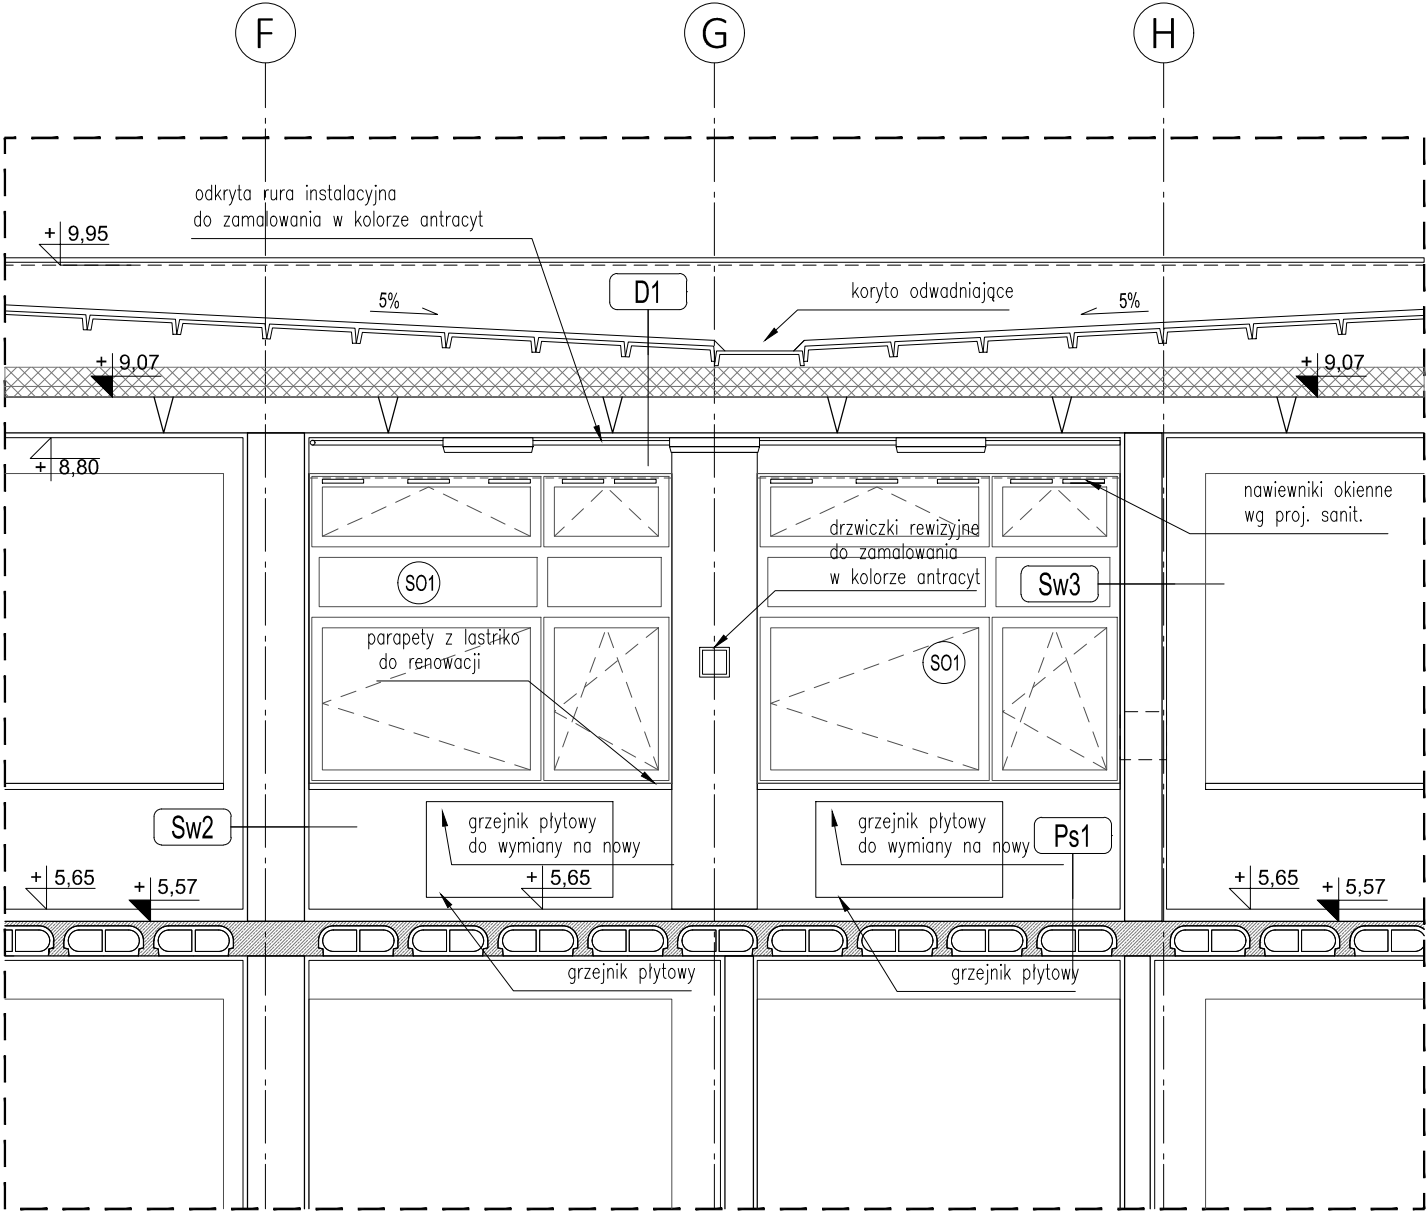 F
G
H
odkryta rura instalacyjna
do zamalowania w kolorze antracyt
+ 9,95
D1
koryto odwadniające
5%
5%
+ 9,07
+ 9,07
+ 8,80
nawiewniki okienne
wg proj. sanit.
drzwiczki rewizyjne
do zamalowania
w kolorze antracyt
SO1
Sw3
parapety z lastriko
do renowacji
SO1
Sw2
grzejnik płytowy
do wymiany na nowy
grzejnik płytowy
do wymiany na nowy
Ps1
+ 5,65
+ 5,57
+ 5,65
+ 5,65
+ 5,57
grzejnik płytowy
grzejnik płytowy